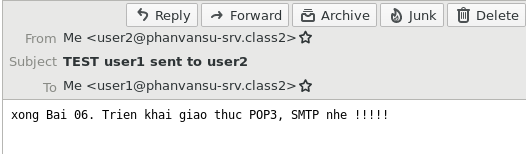 Reply Forward Archive Junk Delete
From Me <user2@phanvansu-srv.class2>
Subject TEST user1 sent to user2
To Me <user1@phanvansu-srv.class2>
xong Bai 06. Trien khai giao thuc POP3, SMTP nhe !!!!!